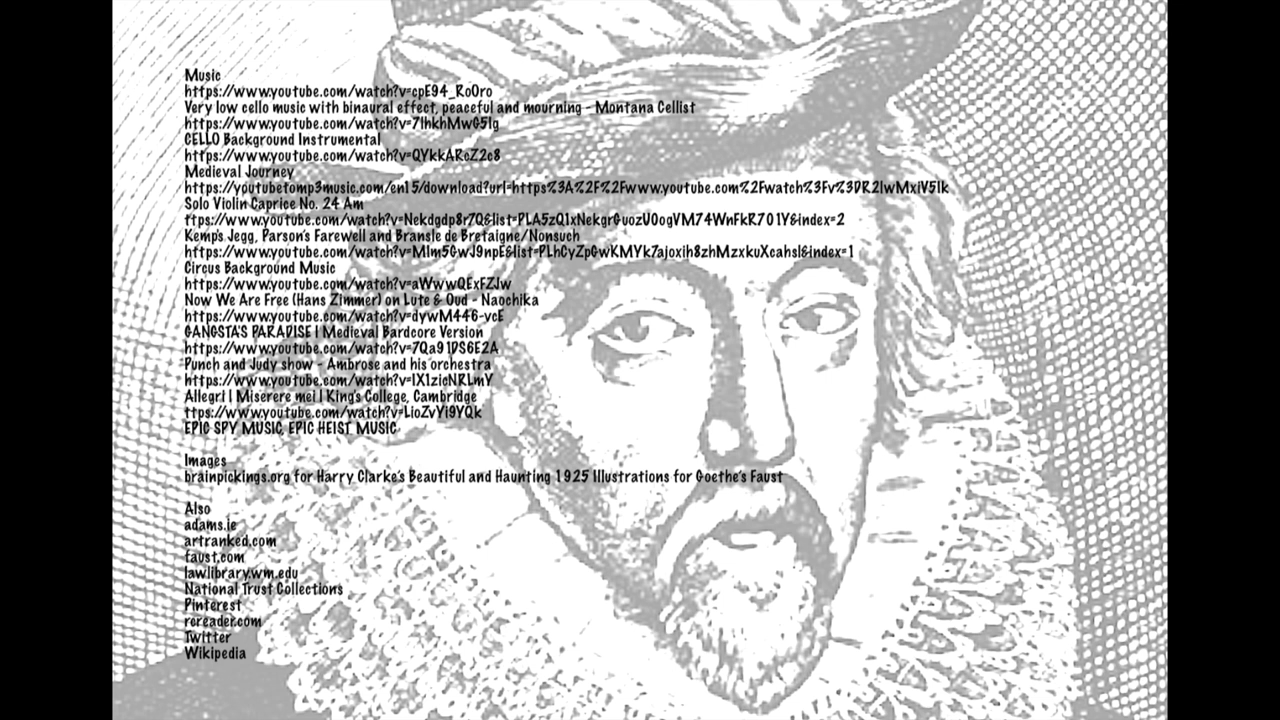 Music
https://www.youtube.com/watch?v=cpE94_RoOro
Very low cello music with binaural effect, peaceful and mourning - Montana Cellist
https://www.youtube.com/watch?v=7IhkhMwG5Ig
CELLO Background Instrumental
https://www.youtube.com/watch?v=QYkkARcZ2c8
Medieval Journey
https://youtubetomp3music.com/en15/download?url=https%3A%2F%2Fwww.youtube.com%2Fwatch%3Fv%3DR2IwMxiV5Ik
Solo Violin Caprice No. 24 Am
ttps://www.youtube.com/watch?v=Nekdgdp8r7Q&list=PLA5zQ1xNekgrGuozU0ogVM74WnFkR701Y&index=2
Kemp's Jegg, Parson's Farewell and Bransle de Bretaigne/Nonsuch
https://www.youtube.com/watch?v=MIm5GwJ9npE&list=PLhCyZpGwKMYk7ajoxih8zhMzxkuXcahsl&index=1
Circus Background Music
https://www.youtube.com/watch?v=aWwwQExFZJw
Now We Are Free (Hans Zimmer) on Lute & Oud - Naochika
https://www.youtube.com/watch?v=dywM446-vcE
GANGSTA'S PARADISE | Medieval Bardcore Version
https://www.youtube.com/watch?v=7Qa91DS6E2A
Punch and Judy show - Ambrose and his orchestra
https://www.youtube.com/watch?v=IX1zicNRLmY
Allegri | Miserere mei | King's College, Cambridge
ttps://www.youtube.com/watch?v=LioZvYi9YQk
EPIC SPY MUSIC, EPIC HEIST MUSIC
Images
brainpickings.org for Harry Clarke's Beautiful and Haunting 1925 Illustrations for Goethe's Faust
Also
adams.ie
artranked.com
faust.com
lawlibrary.wm.edu
National Trust Collections
Pinterest
rereader.com
Twitter
Wikipedia